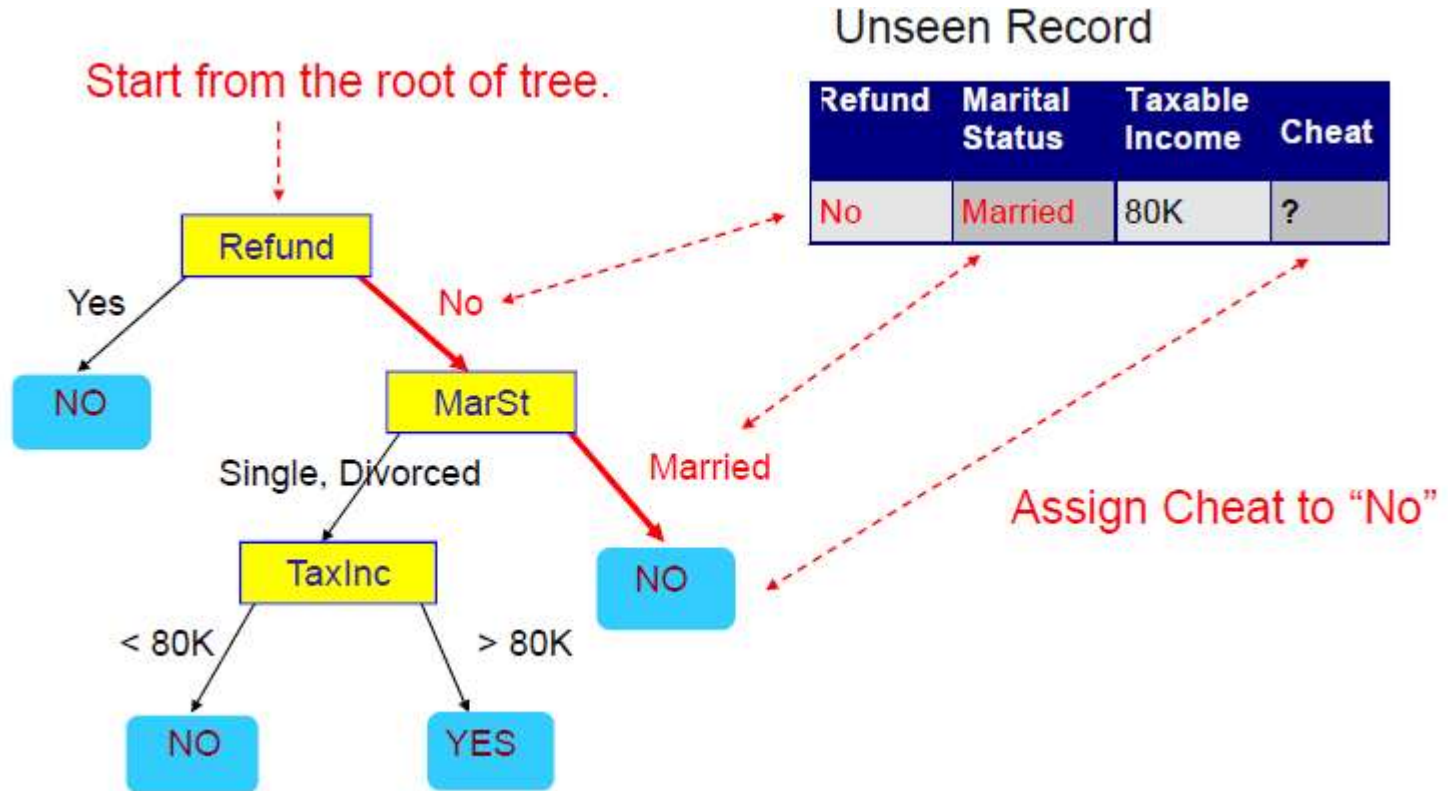 Unseen Record
Start from the root of tree.
Refund Marital Status Taxable Income Cheat
No Married 80K ?
Refund
Yes
No
NO
MarSt
Single, Divorced
Married
Assign Cheat to “No”
TaxInc
NO
< 80K
> 80K
NO
YES